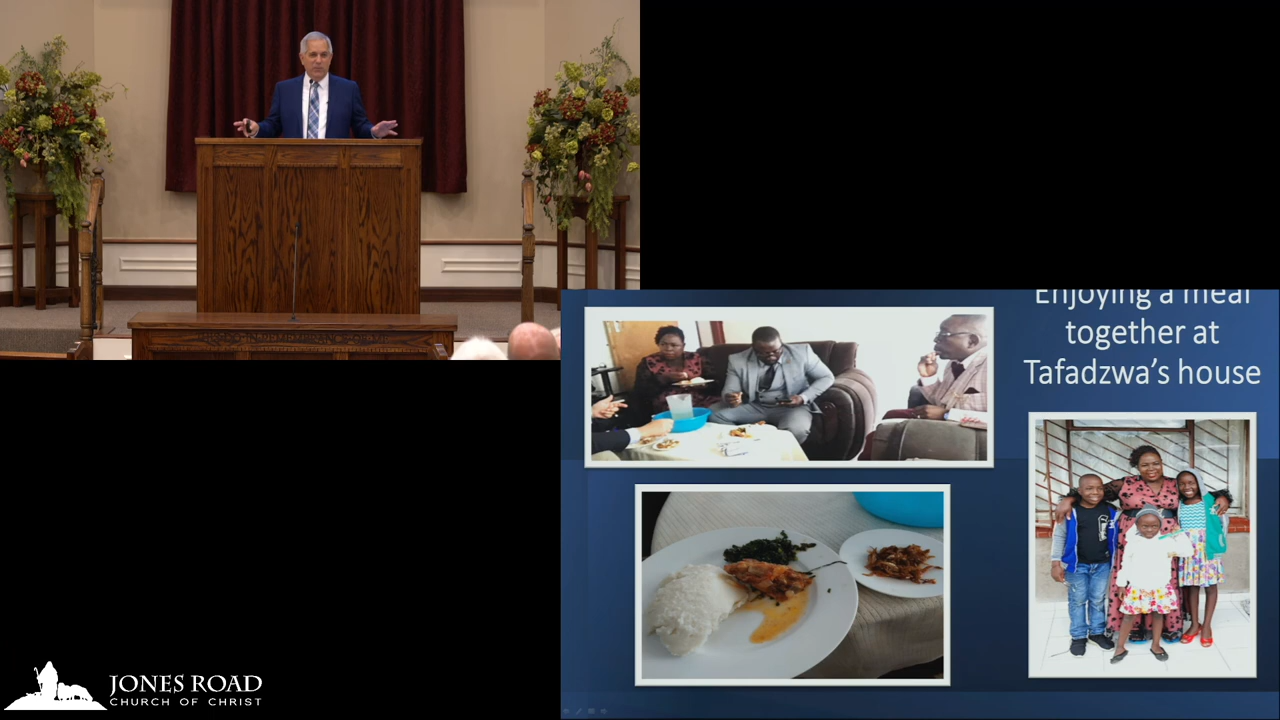 Enjoying a meal
together at
Tafadzwa’s house
JONES ROAD
CHURCH OF CHRIST